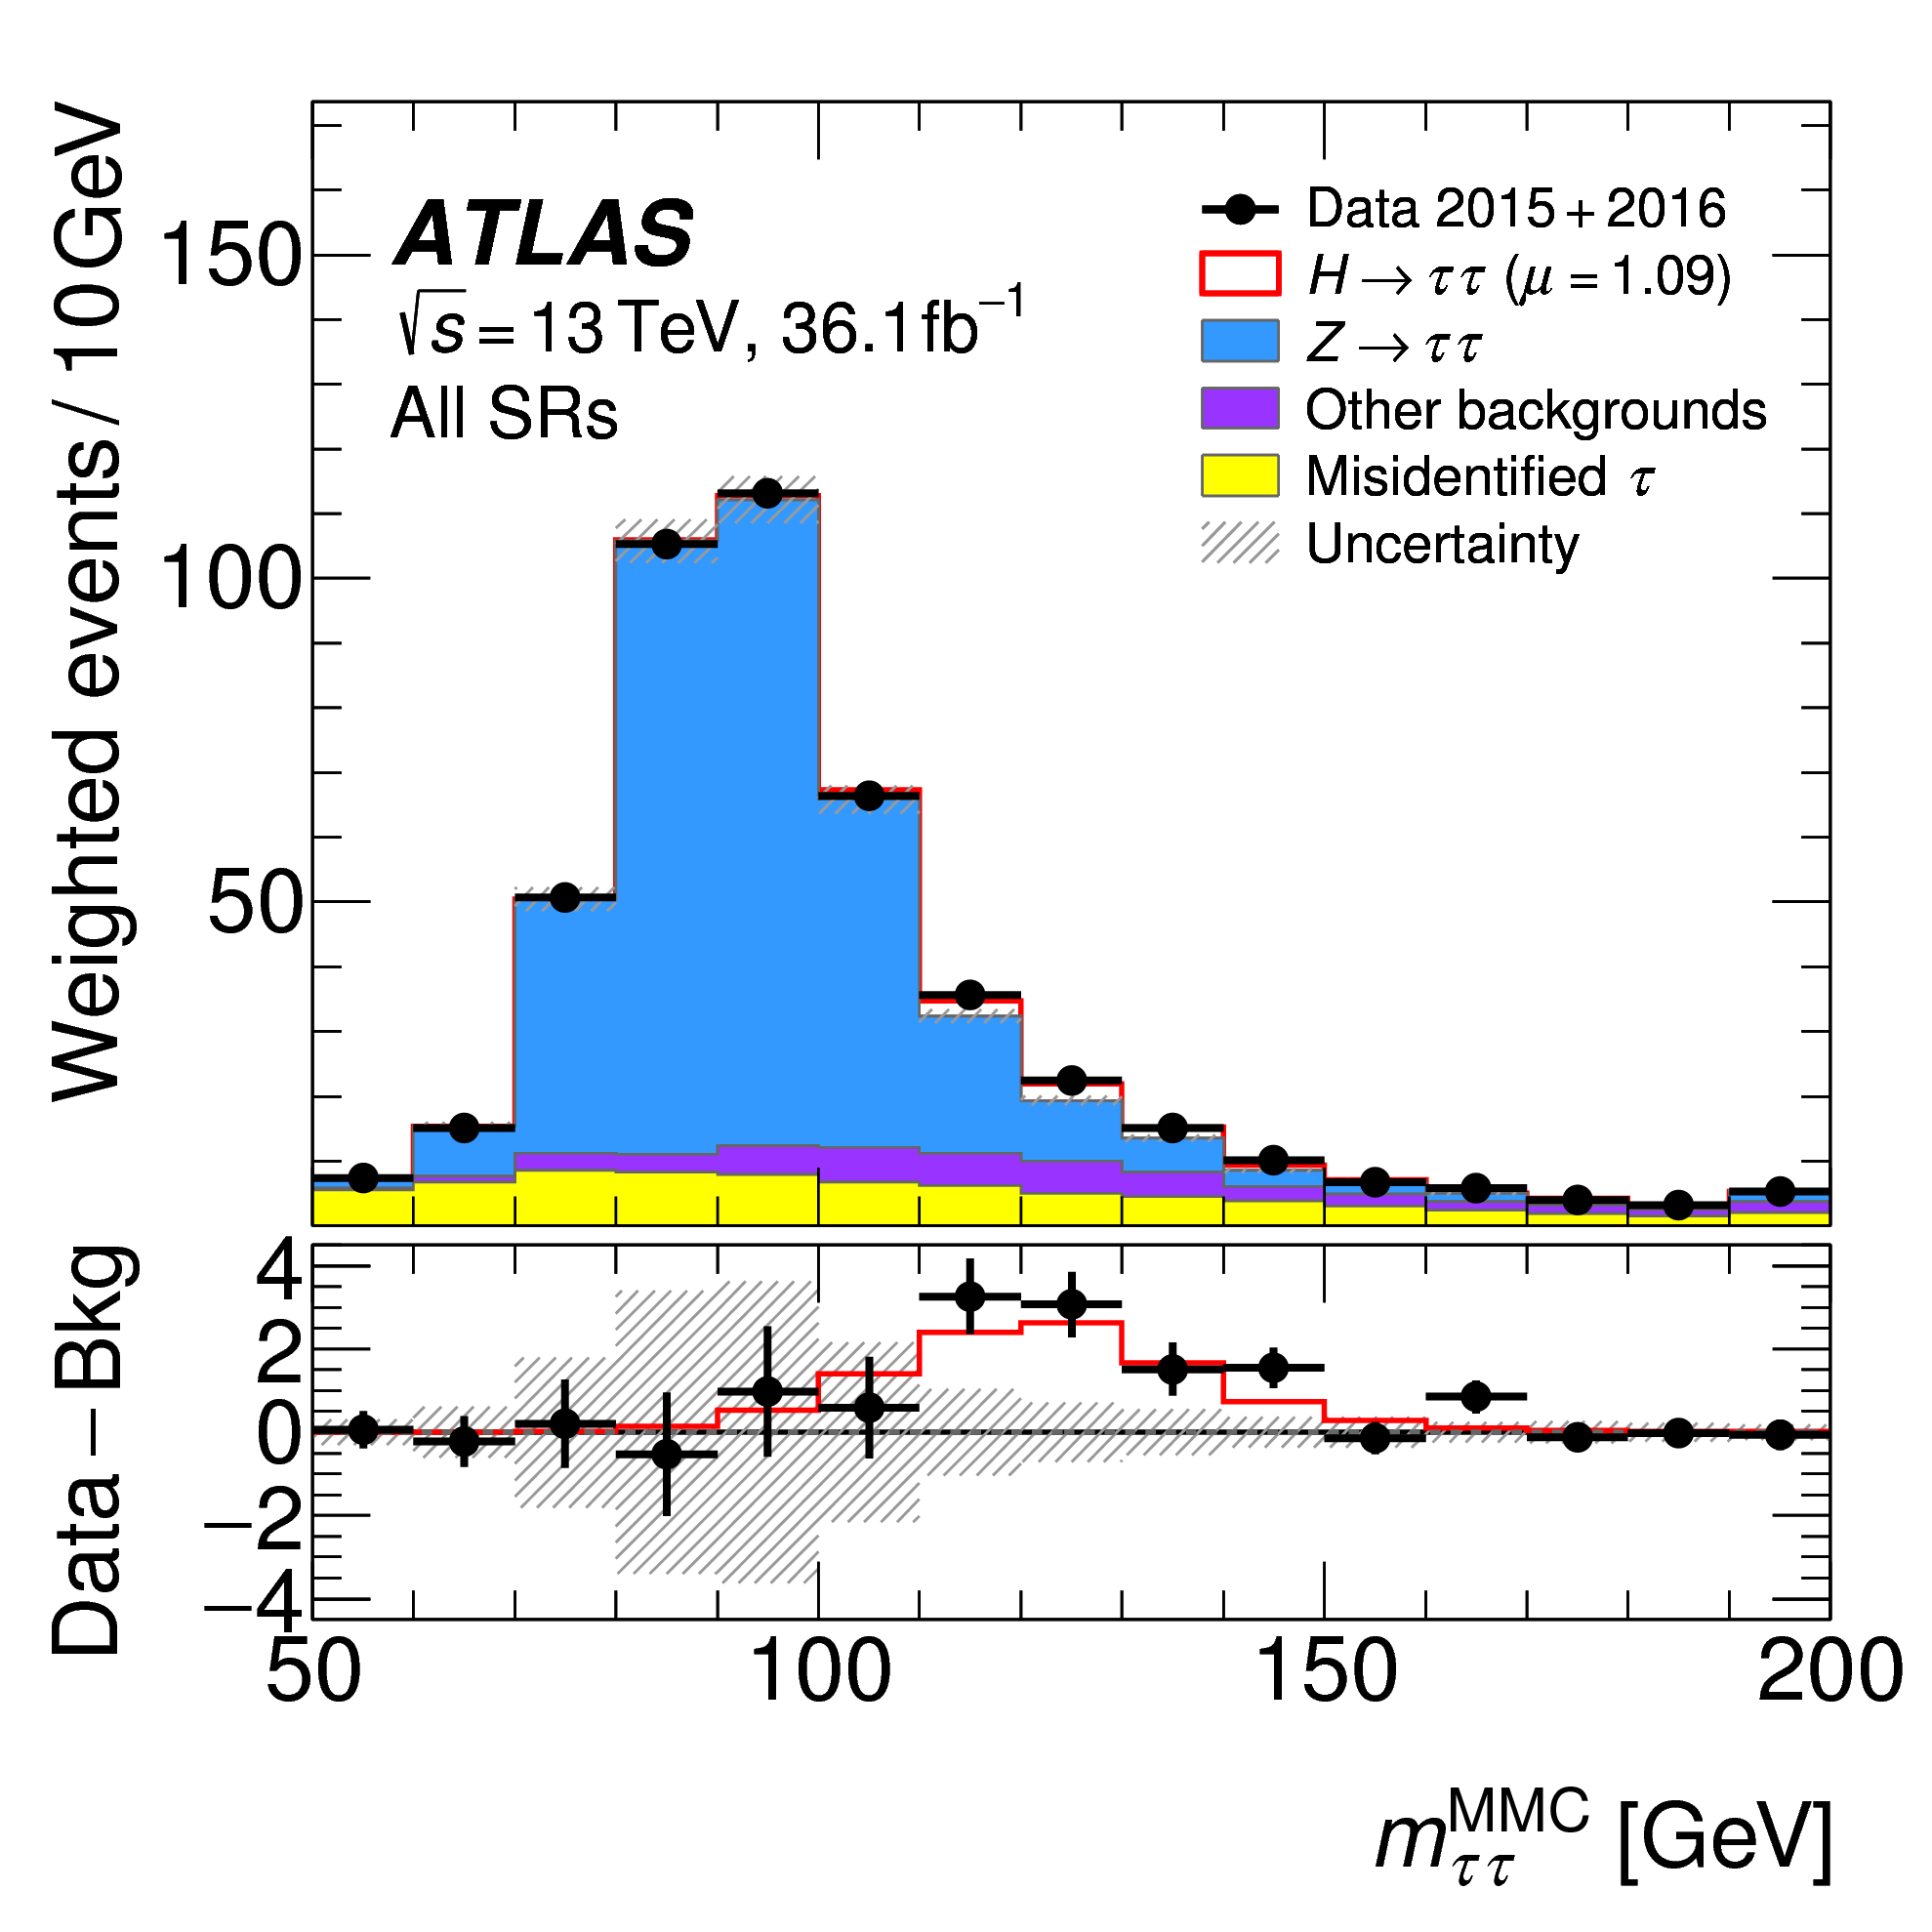 Weighted events / 10 GeV
150
100
50
ATLAS
√s = 13 TeV, 36.1 fb⁻¹
All SRs
Data 2015 + 2016
H → ττ (μ = 1.09)
Z → ττ
Other backgrounds
Misidentified τ
Uncertainty
Data – Bkg
4
2
0
−2
−4
50 100 150 200
m_ττ^MMC [GeV]